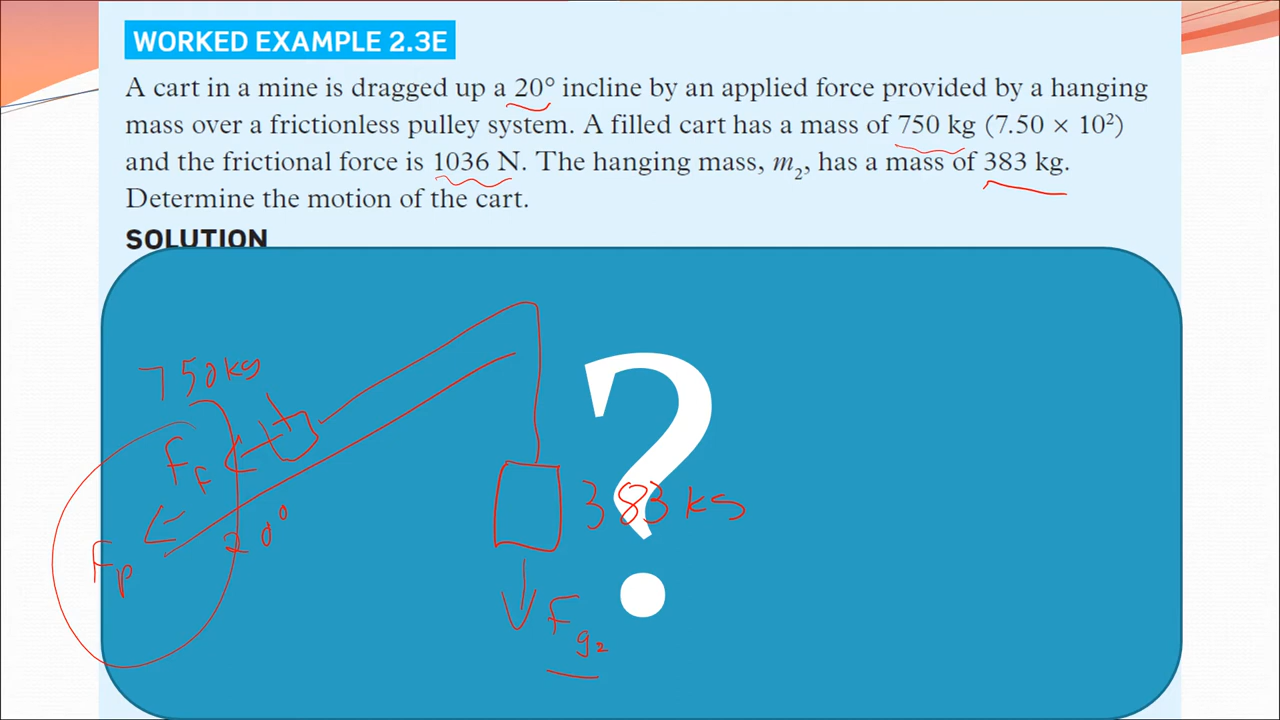 WORKED EXAMPLE 2.3E
A cart in a mine is dragged up a 20° incline by an applied force provided by a hanging
mass over a frictionless pulley system. A filled cart has a mass of 750 kg (7.50 × 10²)
and the frictional force is 1036 N. The hanging mass, m₂, has a mass of 383 kg.
Determine the motion of the cart.
SOLUTION
?
750kg
F_F
20°
F_p
383 kg
F_g₂